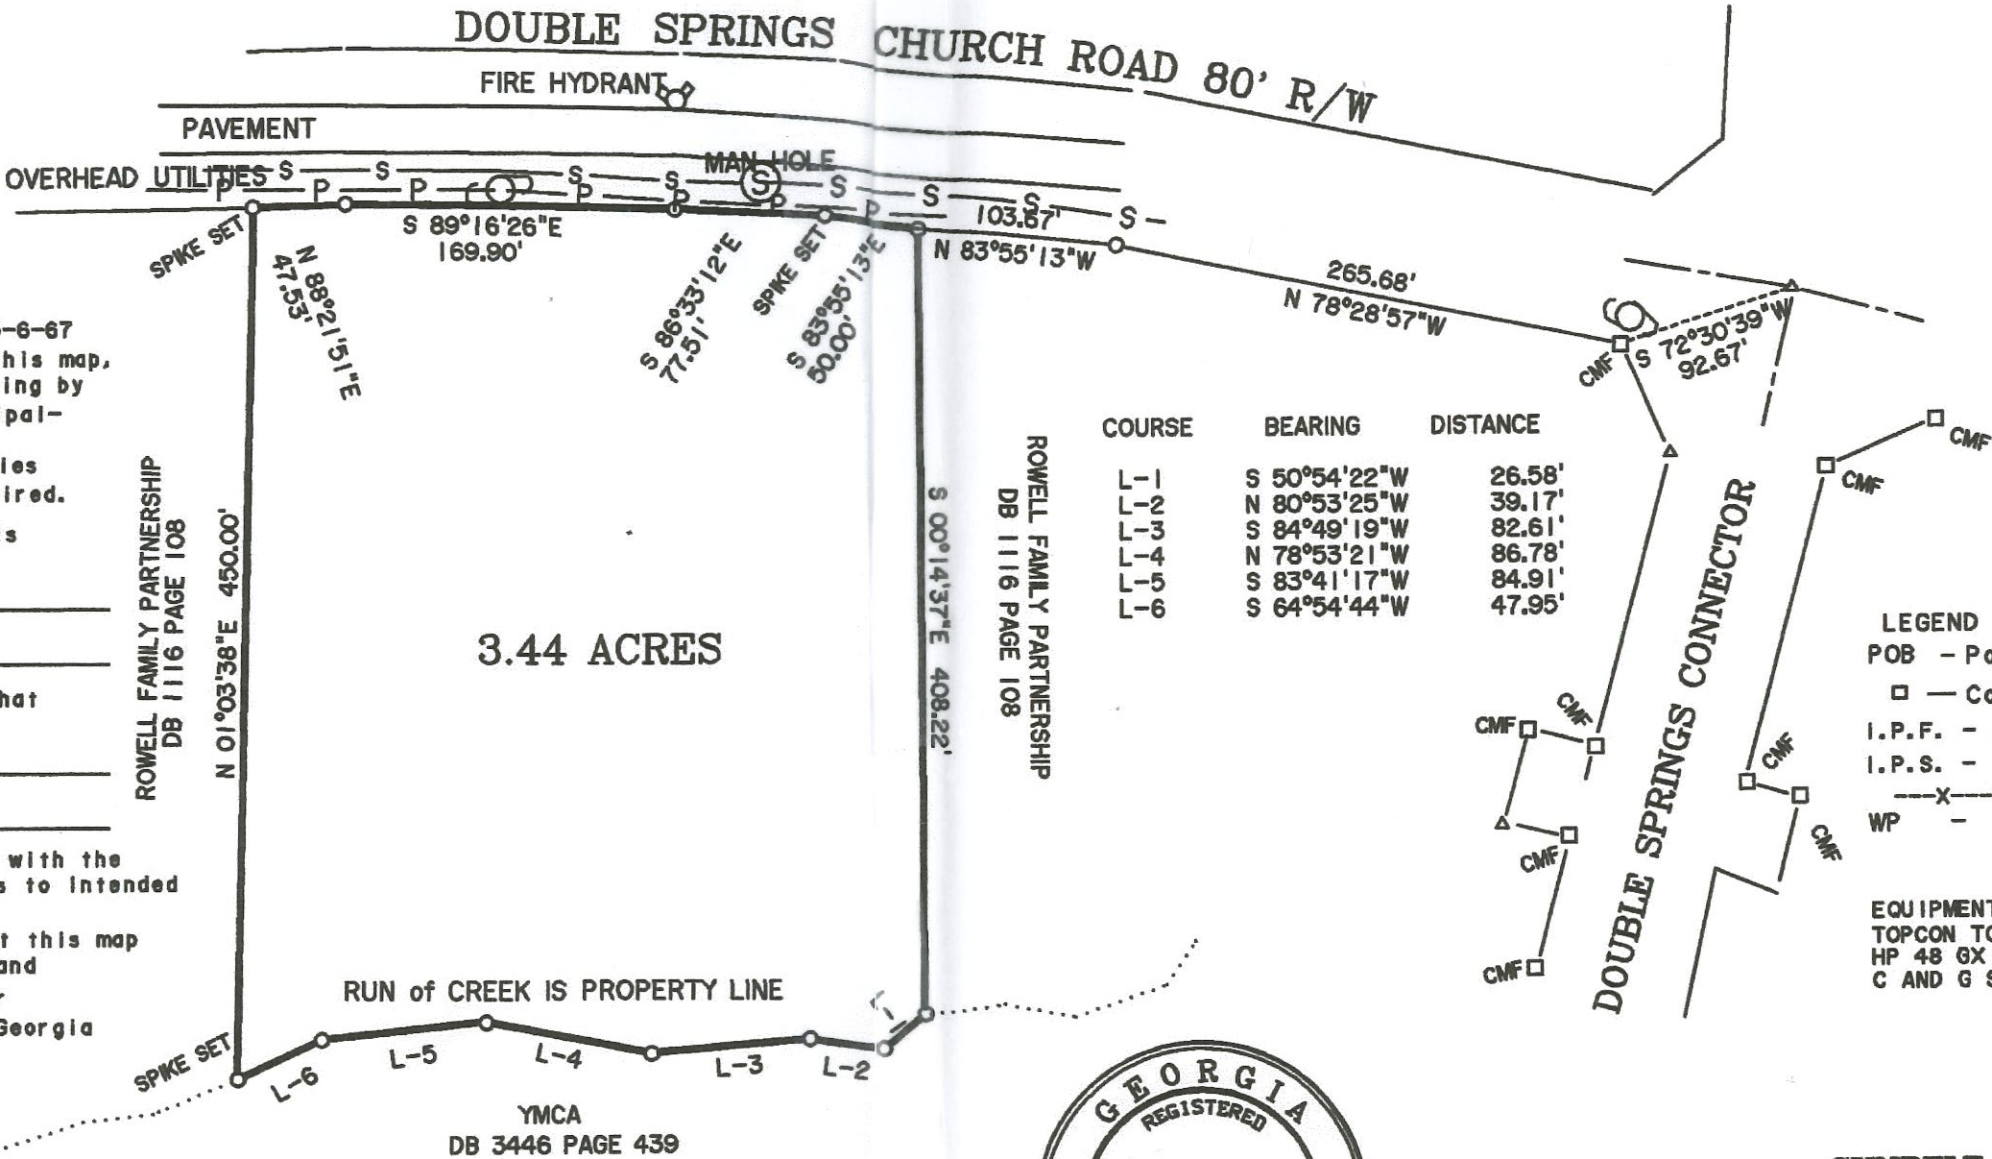 DOUBLE SPRINGS CHURCH ROAD 80' R/W
FIRE HYDRANT
PAVEMENT
MAN HOLE
OVERHEAD UTILITIES
S S S S S S S S S
P P P P P P P
SPIKE SET
N 88°21'51"E
47.53'
S 89°16'26"E
169.90'
S 86°33'12"E
77.51'
SPIKE SET
S 83°55'13"E
50.00'
103.67'
N 83°55'13"W
265.68'
N 78°28'57"W
S 72°30'39"W
92.67'
CMF
CMF
CMF
-6-67
his map,
ing by
pal-
ies
ired.
s
hat
with the
s to intended
t this map
and
Georgia
ROWELL FAMILY PARTNERSHIP
DB 1116 PAGE 108
N 01°03'38"E 450.00'
3.44 ACRES
S 00°14'37"E 408.22'
ROWELL FAMILY PARTNERSHIP
DB 1116 PAGE 108
COURSE BEARING DISTANCE
L-1 S 50°54'22"W 26.58'
L-2 N 80°53'25"W 39.17'
L-3 S 84°49'19"W 82.61'
L-4 N 78°53'21"W 86.78'
L-5 S 83°41'17"W 84.91'
L-6 S 64°54'44"W 47.95'
DOUBLE SPRINGS CONNECTOR
CMF
CMF
CMF
CMF
CMF
CMF
LEGEND
POB - Po
□ — Co
I.P.F. -
I.P.S. -
---X---
WP -
EQUIPMENT
TOPCON TO
HP 48 GX
C AND G S
RUN of CREEK IS PROPERTY LINE
SPIKE SET
L-6
L-5
L-4
L-3
L-2
YMCA
DB 3446 PAGE 439
GEORGIA
REGISTERED